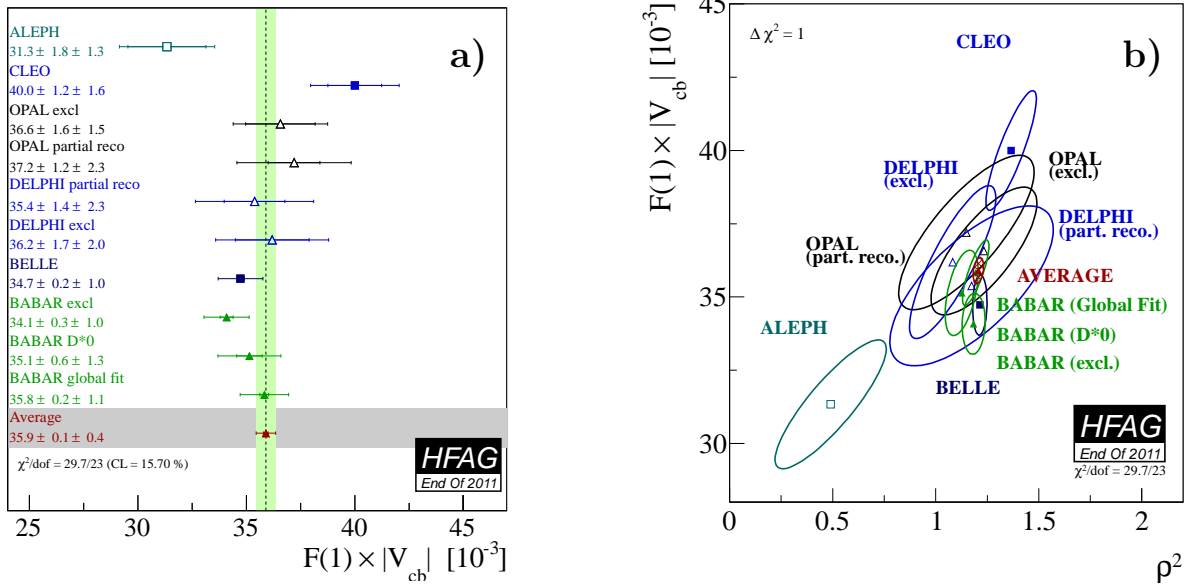 a)
ALEPH
31.3 ± 1.8 ± 1.3
CLEO
40.0 ± 1.2 ± 1.6
OPAL excl
36.6 ± 1.6 ± 1.5
OPAL partial reco
37.2 ± 1.2 ± 2.3
DELPHI partial reco
35.4 ± 1.4 ± 2.3
DELPHI excl
36.2 ± 1.7 ± 2.0
BELLE
34.7 ± 0.2 ± 1.0
BABAR excl
34.1 ± 0.3 ± 1.0
BABAR D*0
35.1 ± 0.6 ± 1.3
BABAR global fit
35.8 ± 0.2 ± 1.1
Average
35.9 ± 0.1 ± 0.4
χ²/dof = 29.7/23 (CL = 15.70 %)
HFAG
End Of 2011
25 30 35 40 45
F(1) × |V_cb| [10⁻³]
b)
F(1) × |V_cb| [10⁻³]
45
40
35
30
Δ χ² = 1
CLEO
DELPHI
(excl.)
OPAL
(excl.)
DELPHI
(part. reco.)
OPAL
(part. reco.)
AVERAGE
BABAR (Global Fit)
ALEPH
BABAR (D*0)
BABAR (excl.)
BELLE
HFAG
End Of 2011
χ²/dof = 29.7/23
0 0.5 1 1.5 2
ρ²